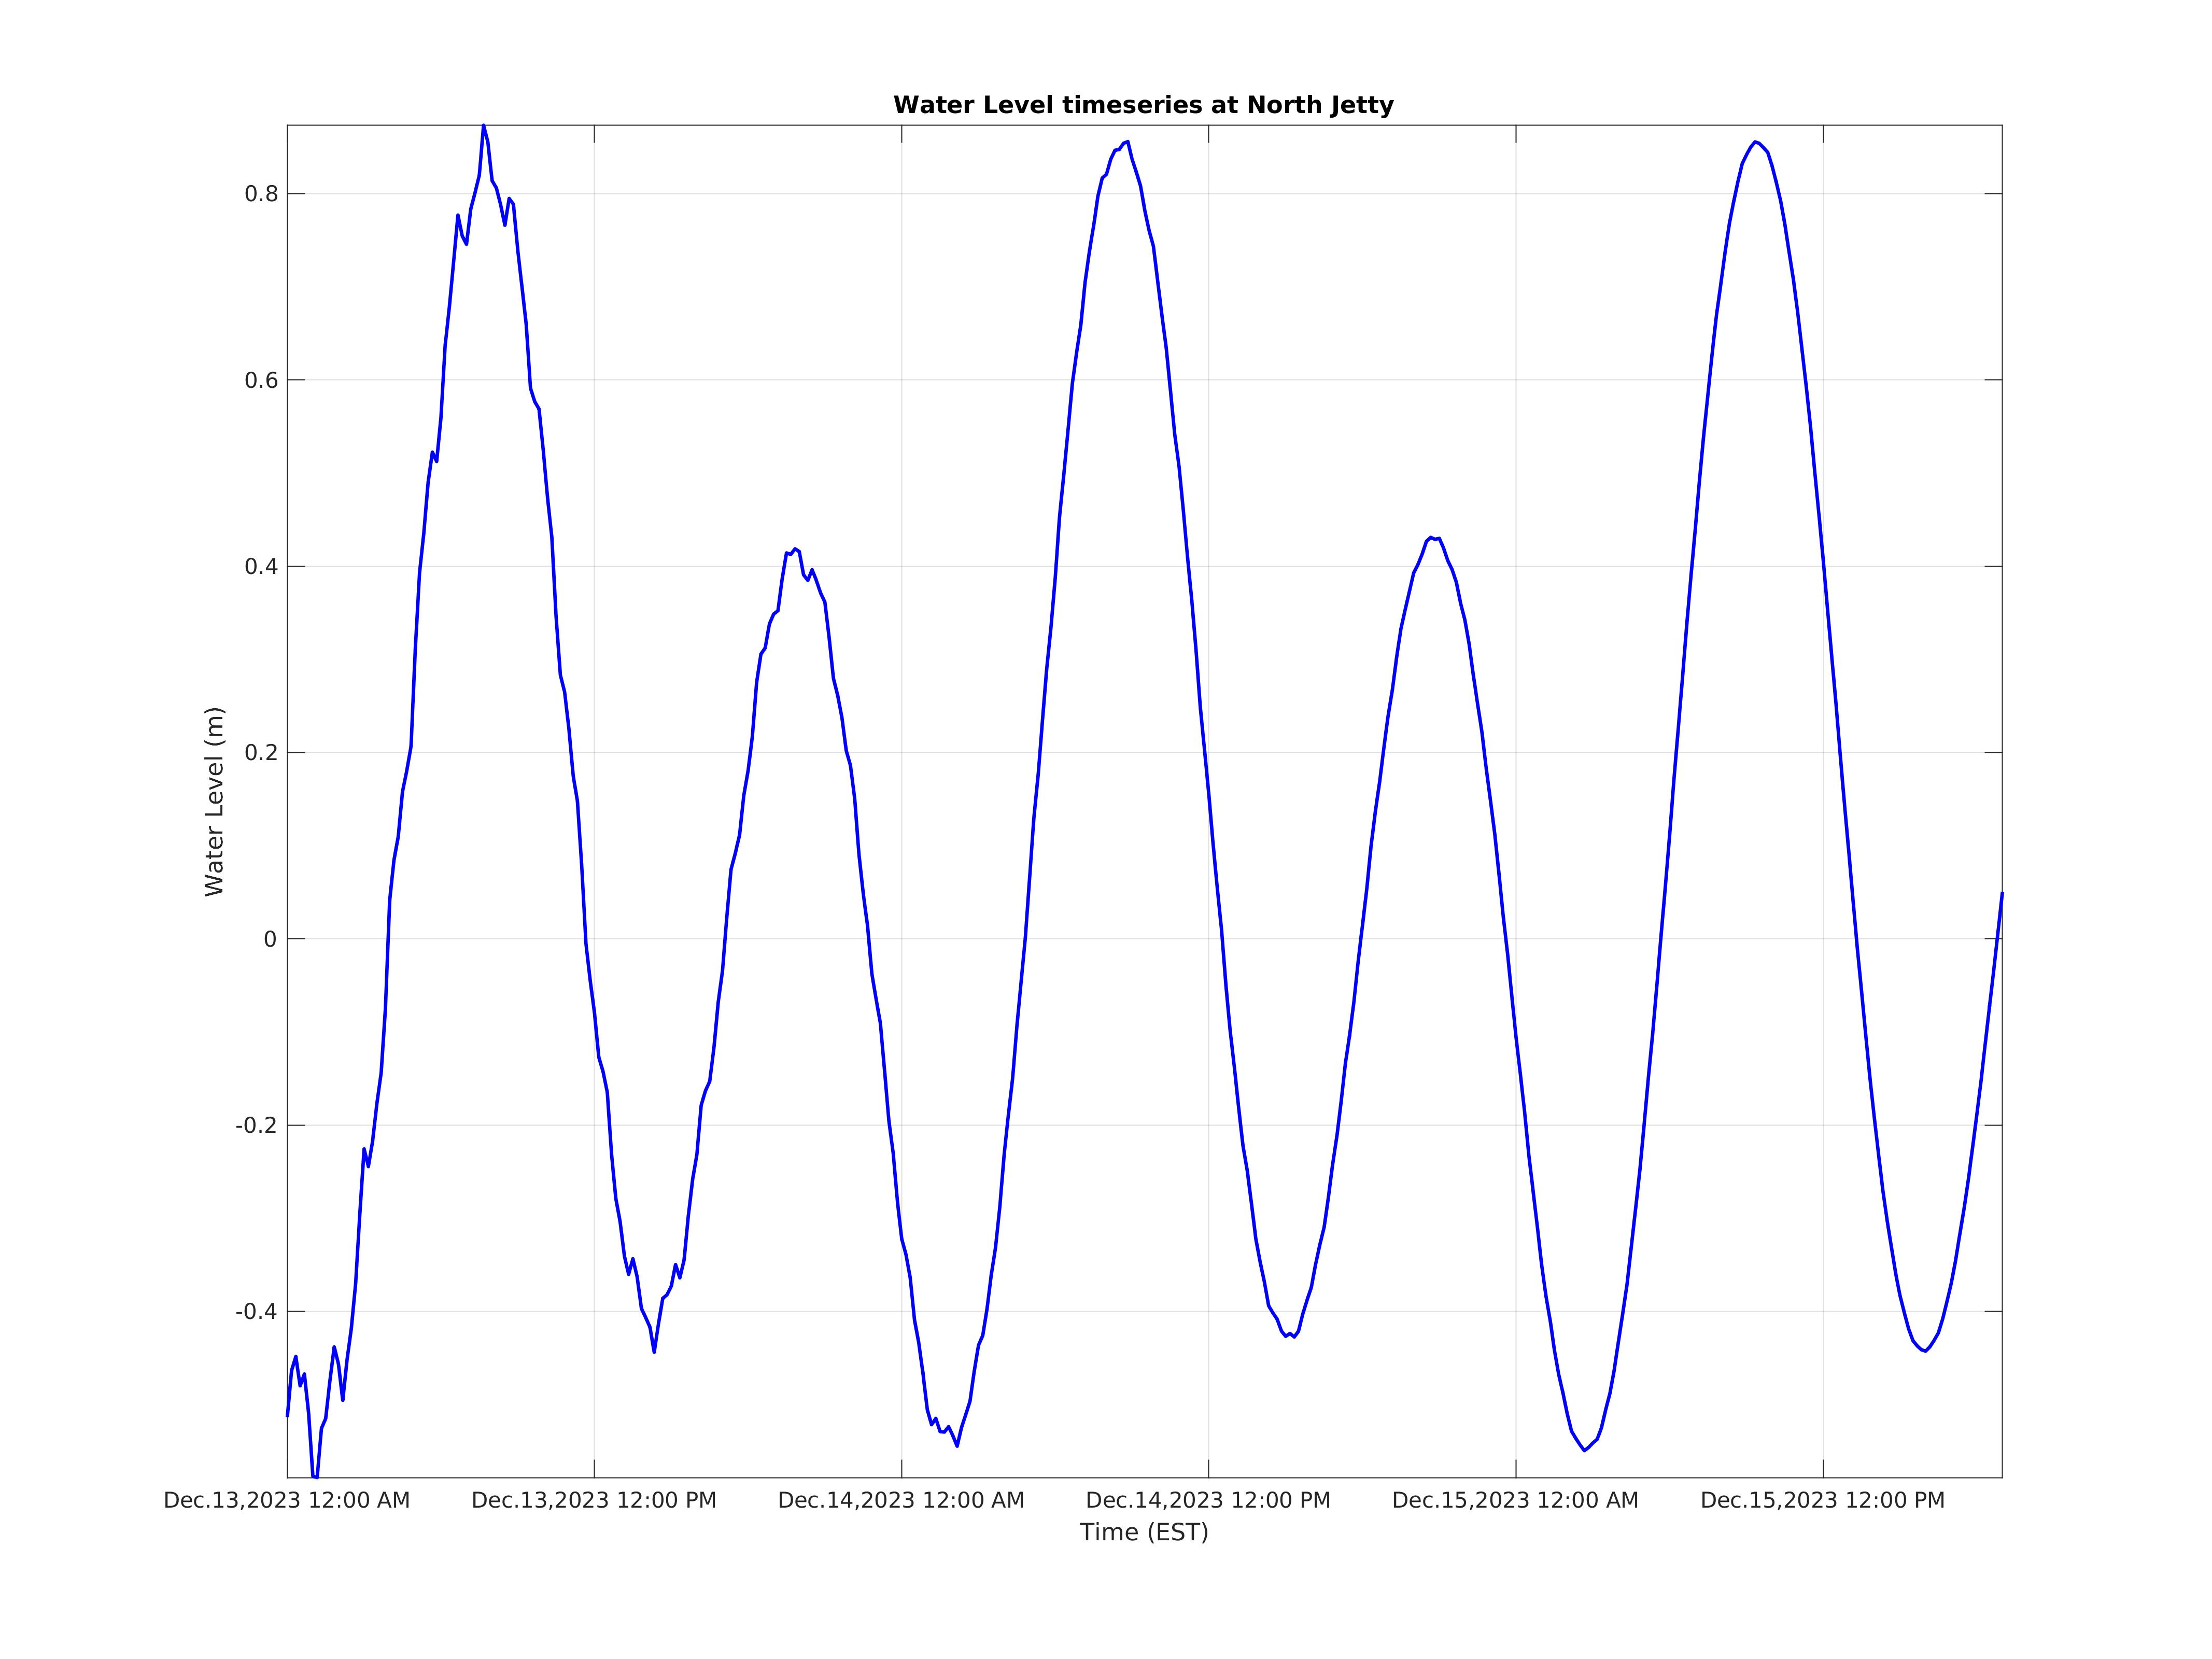 Water Level timeseries at North Jetty
0.8
0.6
0.4
0.2
0
-0.2
-0.4
Water Level (m)
Dec.13,2023 12:00 AM
Dec.13,2023 12:00 PM
Dec.14,2023 12:00 AM
Dec.14,2023 12:00 PM
Dec.15,2023 12:00 AM
Dec.15,2023 12:00 PM
Time (EST)